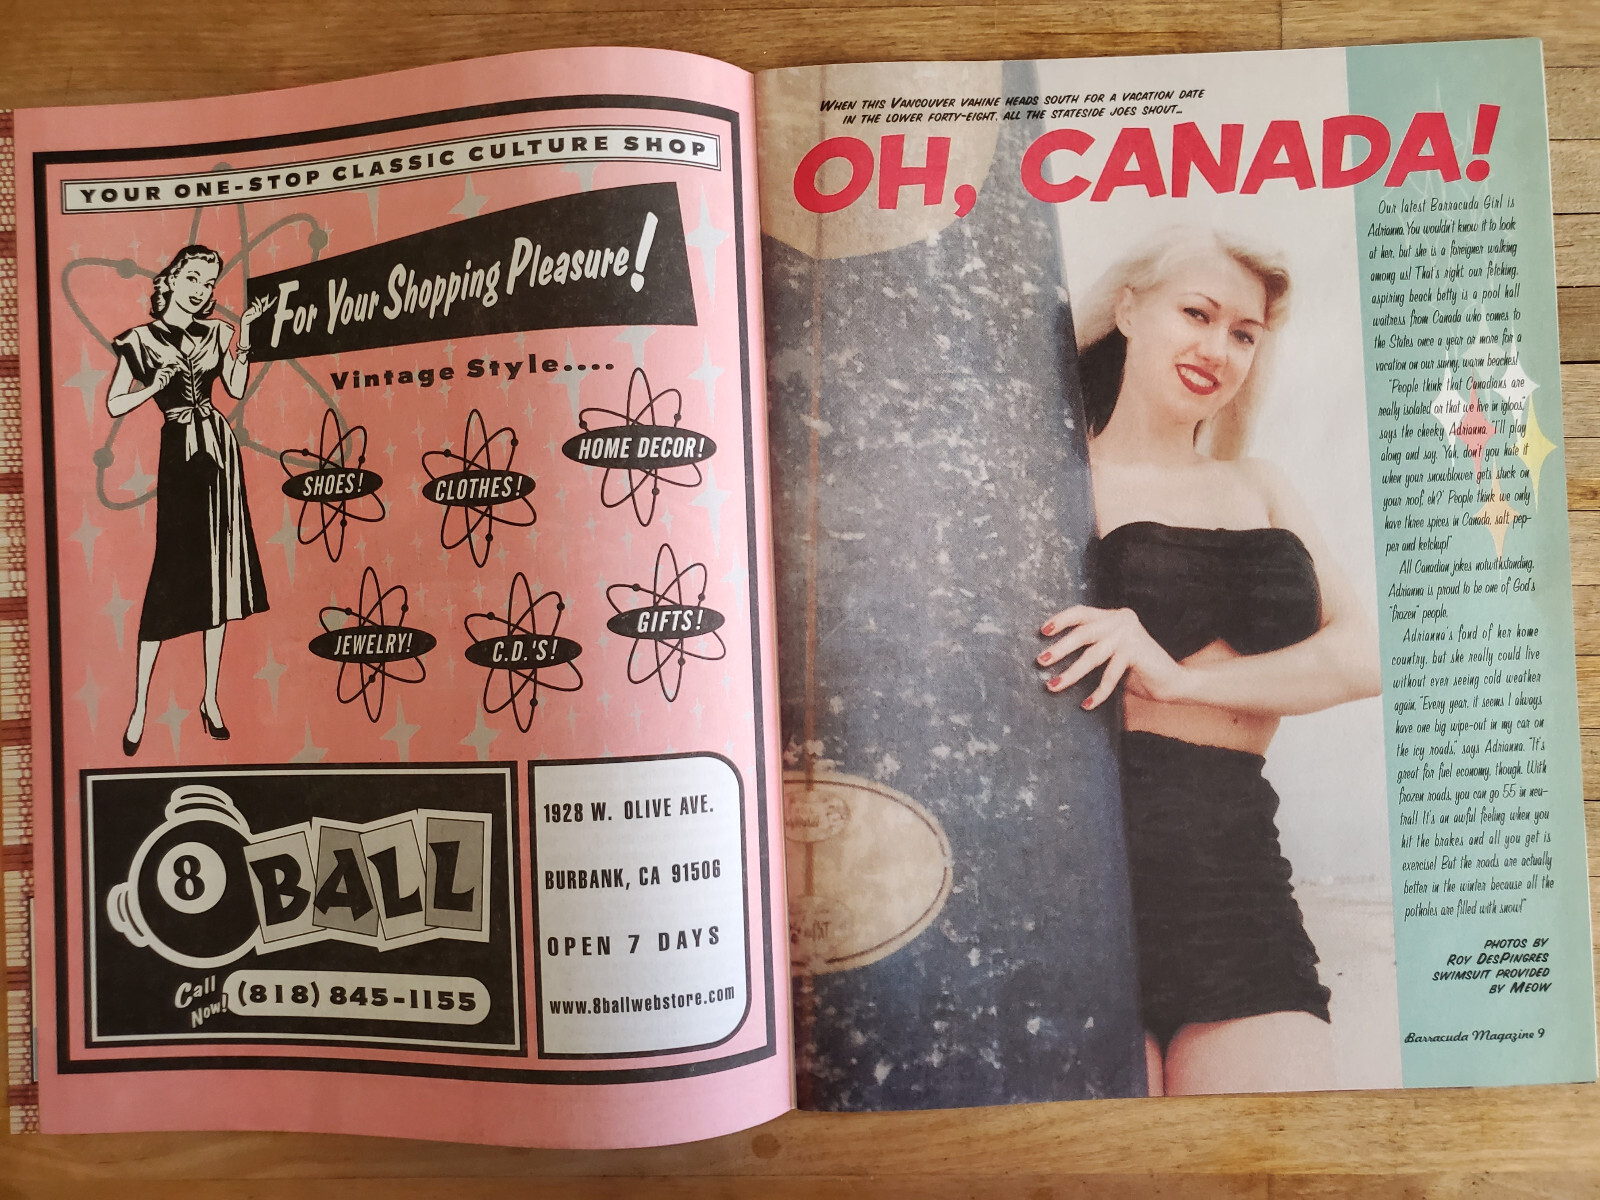 YOUR ONE-STOP CLASSIC CULTURE SHOP
For Your Shopping Pleasure!
Vintage Style....
SHOES!
CLOTHES!
HOME DECOR!
JEWELRY!
C.D.'S!
GIFTS!
8
BALL
Call
Now!
(818) 845-1155
1928 W. OLIVE AVE.
BURBANK, CA 91506
OPEN 7 DAYS
www.8ballwebstore.com
WHEN THIS VANCOUVER VAHINE HEADS SOUTH FOR A VACATION DATE
IN THE LOWER FORTY-EIGHT, ALL THE STATESIDE JOES SHOUT...
OH, CANADA!
Our latest Barracuda Girl is
Adrianna. You wouldn't know it to look
at her, but she is a foreigner walking
among us! That's right, our fetching,
aspiring beach betty is a pool hall
waitress from Canada who comes to
the States once a year or more for a
vacation on our sunny, warm beaches!
"People think that Canadians are
really isolated or that we live in igloos,"
says the cheeky Adrianna. "I'll play
along and say, 'Yah, don't you hate it
when your snowblower gets stuck on
your roof, eh?' People think we only
have three spices in Canada, salt, pep-
per and ketchup!"
All Canadian jokes notwithstanding,
Adrianna is proud to be one of God's
"frozen" people.
Adrianna's fond of her home
country, but she really could live
without ever seeing cold weather
again. "Every year, it seems I always
have one big wipe-out in my car on
the icy roads," says Adrianna. "It's
great for fuel economy, though. With
frozen roads, you can go 55 in neu-
tral! It's an awful feeling when you
hit the brakes and all you get is
exercise! But the roads are actually
better in the winter because all the
potholes are filled with snow!"
PHOTOS BY
ROY DESPINGRES
SWIMSUIT PROVIDED
BY MEOW
Barracuda Magazine 9